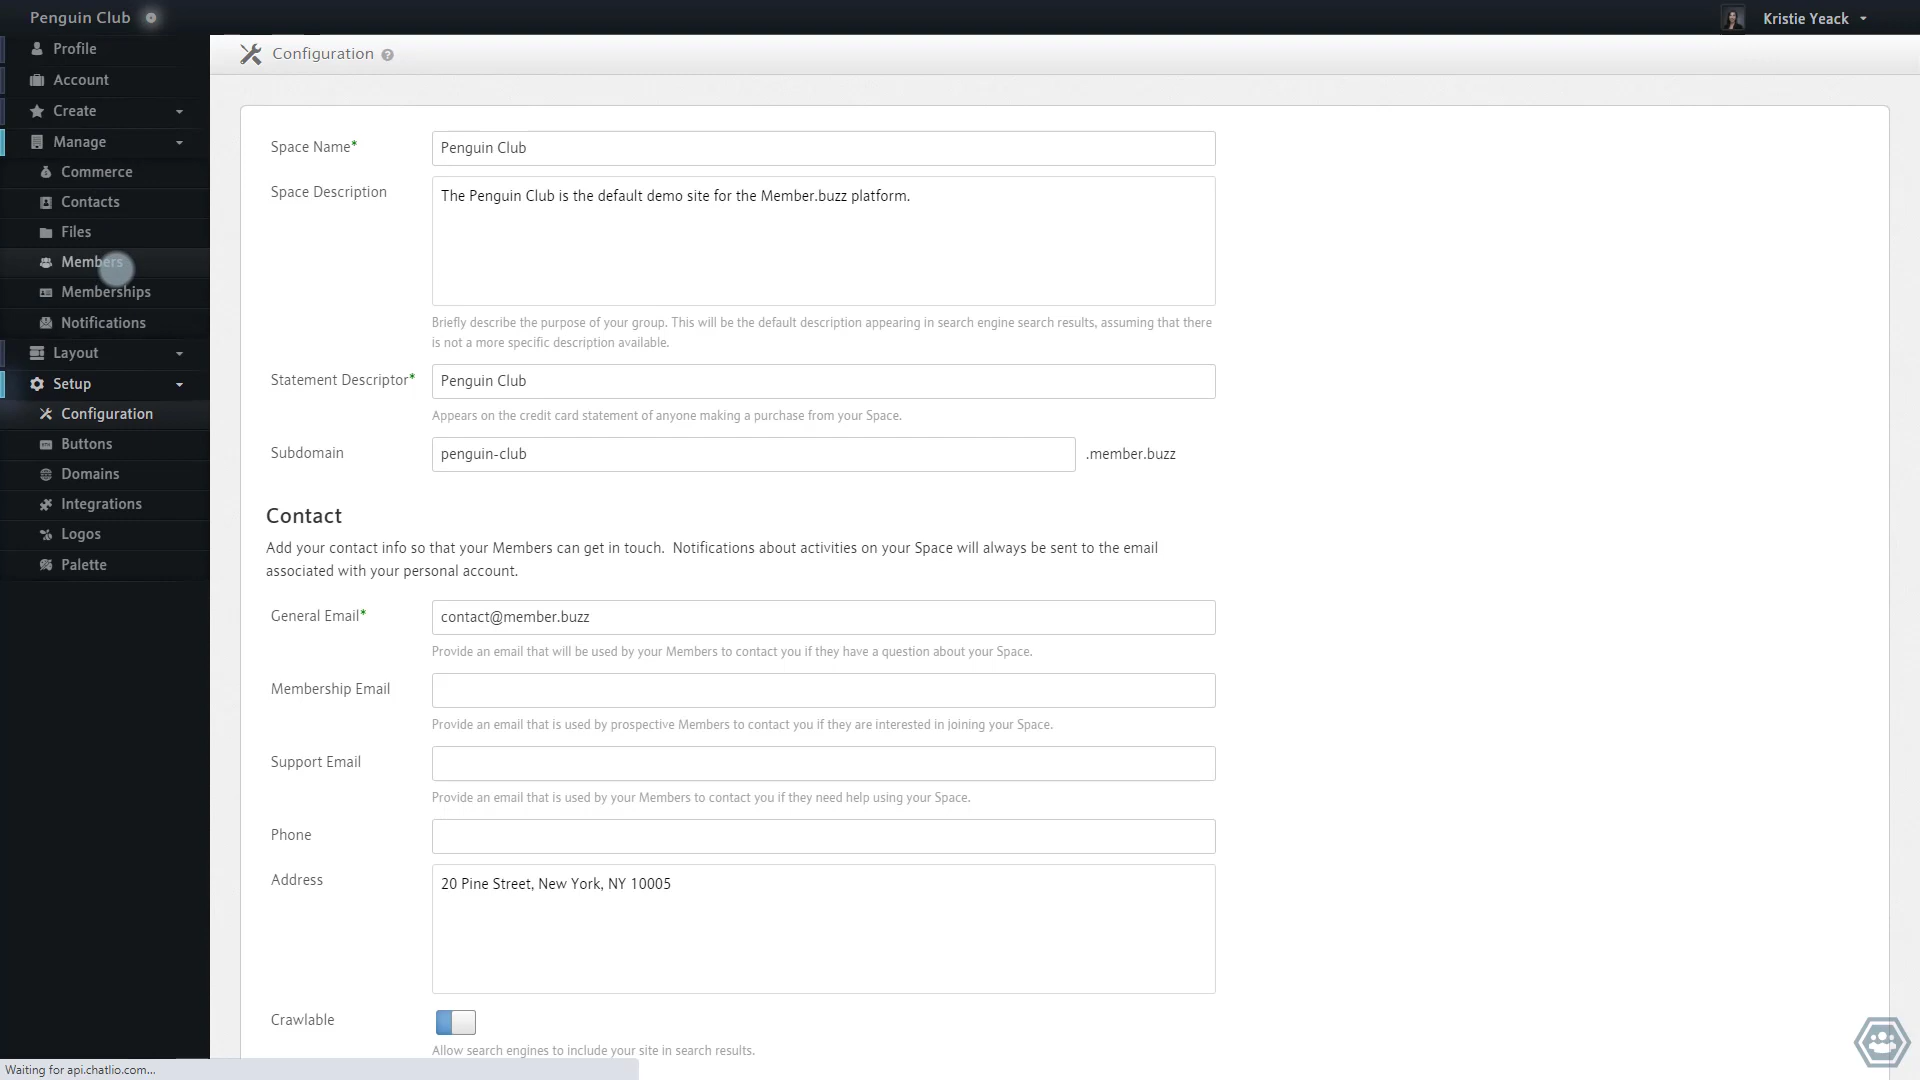 Penguin Club
Kristie Yeack
Profile
Account
Create
Manage
Commerce
Contacts
Files
Members
Memberships
Notifications
Layout
Setup
Configuration
Buttons
Domains
Integrations
Logos
Palette
Configuration
Space Name*
Penguin Club
Space Description
The Penguin Club is the default demo site for the Member.buzz platform.
Briefly describe the purpose of your group. This will be the default description appearing in search engine search results, assuming that there
is not a more specific description available.
Statement Descriptor*
Penguin Club
Appears on the credit card statement of anyone making a purchase from your Space.
Subdomain
penguin-club
.member.buzz
Contact
Add your contact info so that your Members can get in touch. Notifications about activities on your Space will always be sent to the email
associated with your personal account.
General Email*
contact@member.buzz
Provide an email that will be used by your Members to contact you if they have a question about your Space.
Membership Email
Provide an email that is used by prospective Members to contact you if they are interested in joining your Space.
Support Email
Provide an email that is used by your Members to contact you if they need help using your Space.
Phone
Address
20 Pine Street, New York, NY 10005
Crawlable
Allow search engines to include your site in search results.
Waiting for api.chatlio.com...